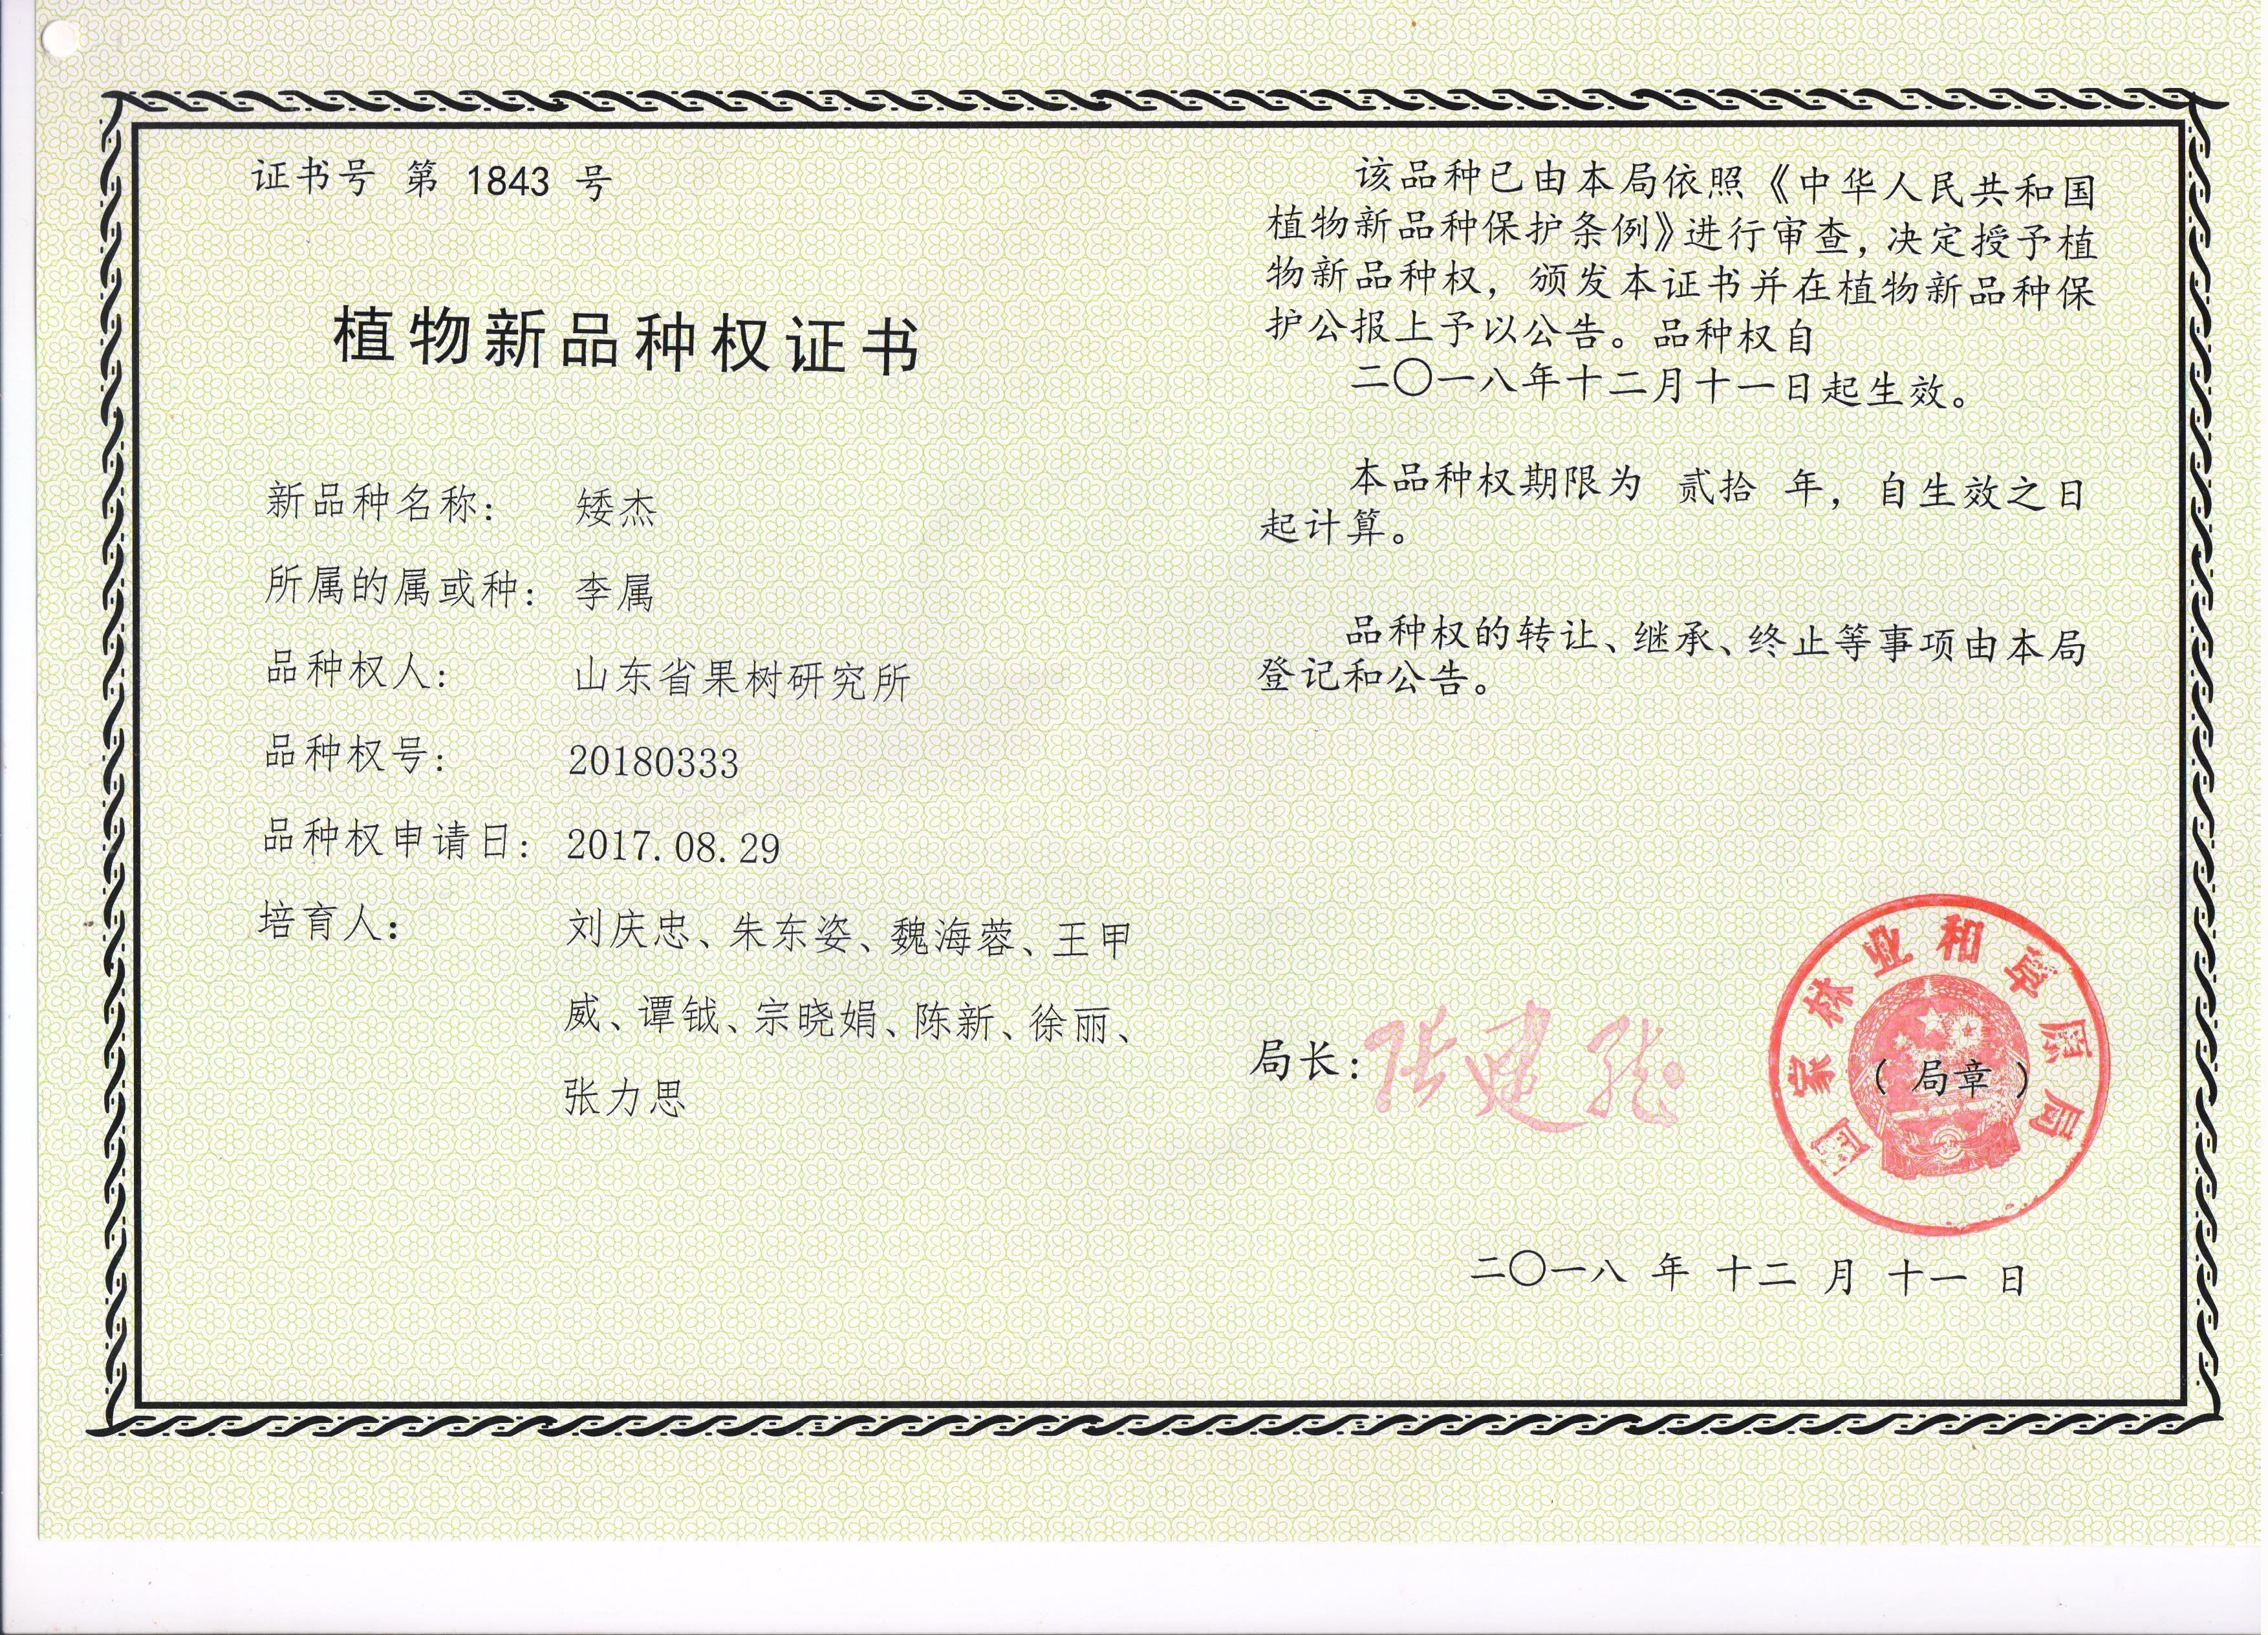 证书号 第 1843 号
植物新品种权证书
新品种名称： 矮杰
所属的属或种： 李属
品种权人： 山东省果树研究所
品种权号： 20180333
品种权申请日： 2017.08.29
培育人： 刘庆忠、朱东姿、魏海蓉、王甲
威、谭钺、宗晓娟、陈新、徐丽、
张力思
该品种已由本局依照《中华人民共和国
植物新品种保护条例》进行审查，决定授予植
物新品种权，颁发本证书并在植物新品种保
护公报上予以公告。品种权自
二〇一八年十二月十一日起生效。
本品种权期限为 贰拾 年，自生效之日
起计算。
品种权的转让、继承、终止等事项由本局
登记和公告。
局长：张建龙
国家林业和草原局
（局章）
二〇一八 年 十二 月 十一 日